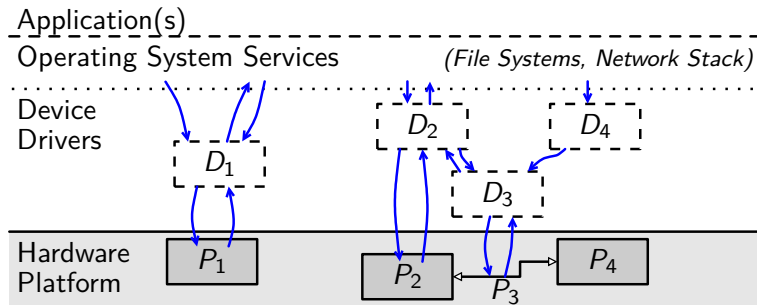 Application(s)
Operating System Services (File Systems, Network Stack)
Device
Drivers
D2 D4
D1
D3
Hardware
Platform
P1 P2 P4
P3